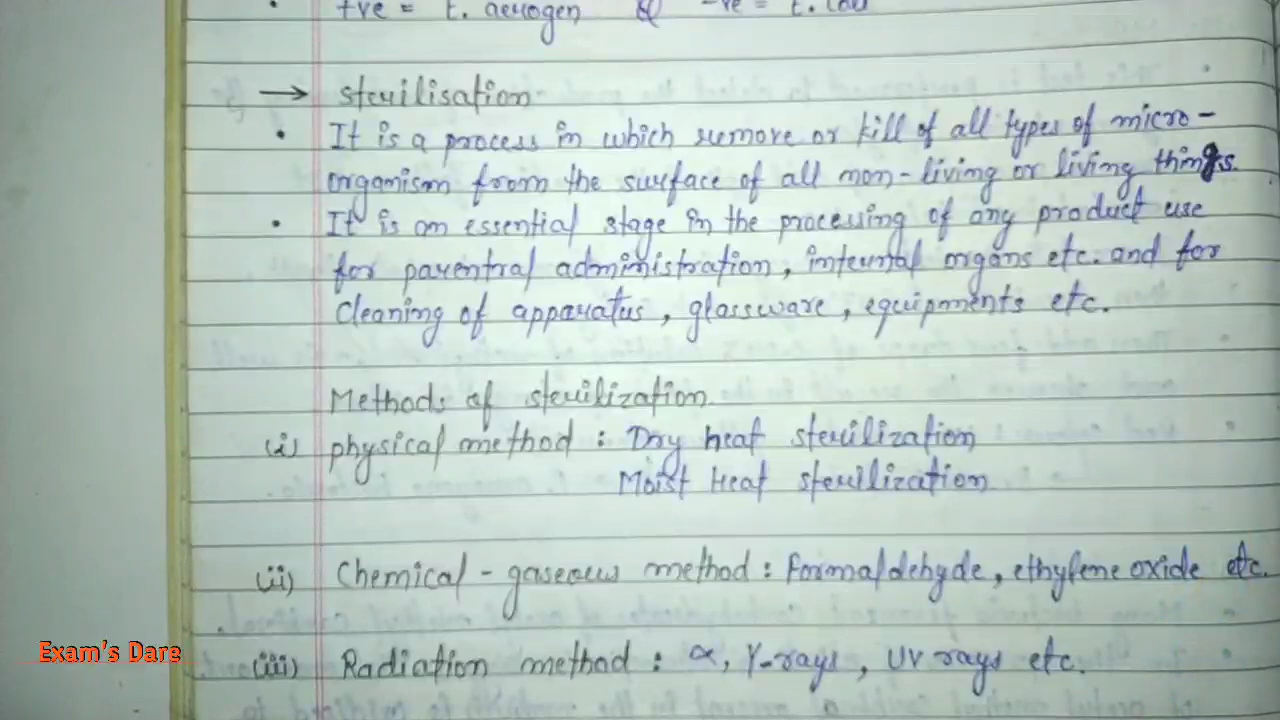 +ve = E. aerogen & -ve = E. coli
→ Sterilisation
• It is a process in which remove or kill of all types of micro-
organism from the surface of all non-living or living things.
• It is an essential stage in the processing of any product use
for parentral administration, internal organs etc. and for
cleaning of apparatus, glassware, equipments etc.
Methods of sterilization
(i) physical method : Dry heat sterilization
Moist Heat sterilization
(ii) Chemical - gaseous method : Formaldehyde, ethylene oxide etc.
(iii) Radiation method : α, γ-rays, UV rays etc.
Exam's Dare